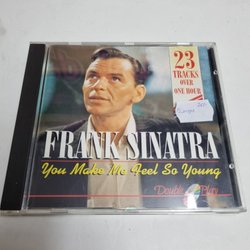 23
TRACKS
OVER
ONE HOUR
FRANK SINATRA
You Make Me Feel So Young
Double Play